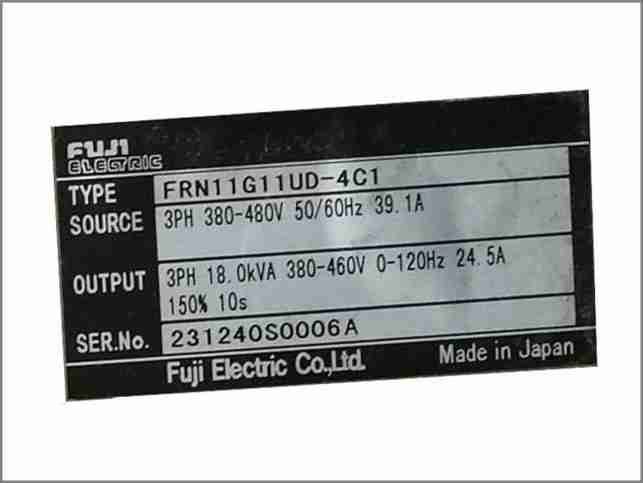 FUJI
ELECTRIC
TYPE FRN11G11UD-4C1
SOURCE 3PH 380-480V 50/60Hz 39.1A
OUTPUT 3PH 18.0kVA 380-460V 0-120Hz 24.5A
150% 10s
SER.No. 231240S0006A
Fuji Electric Co.,Ltd. Made in Japan